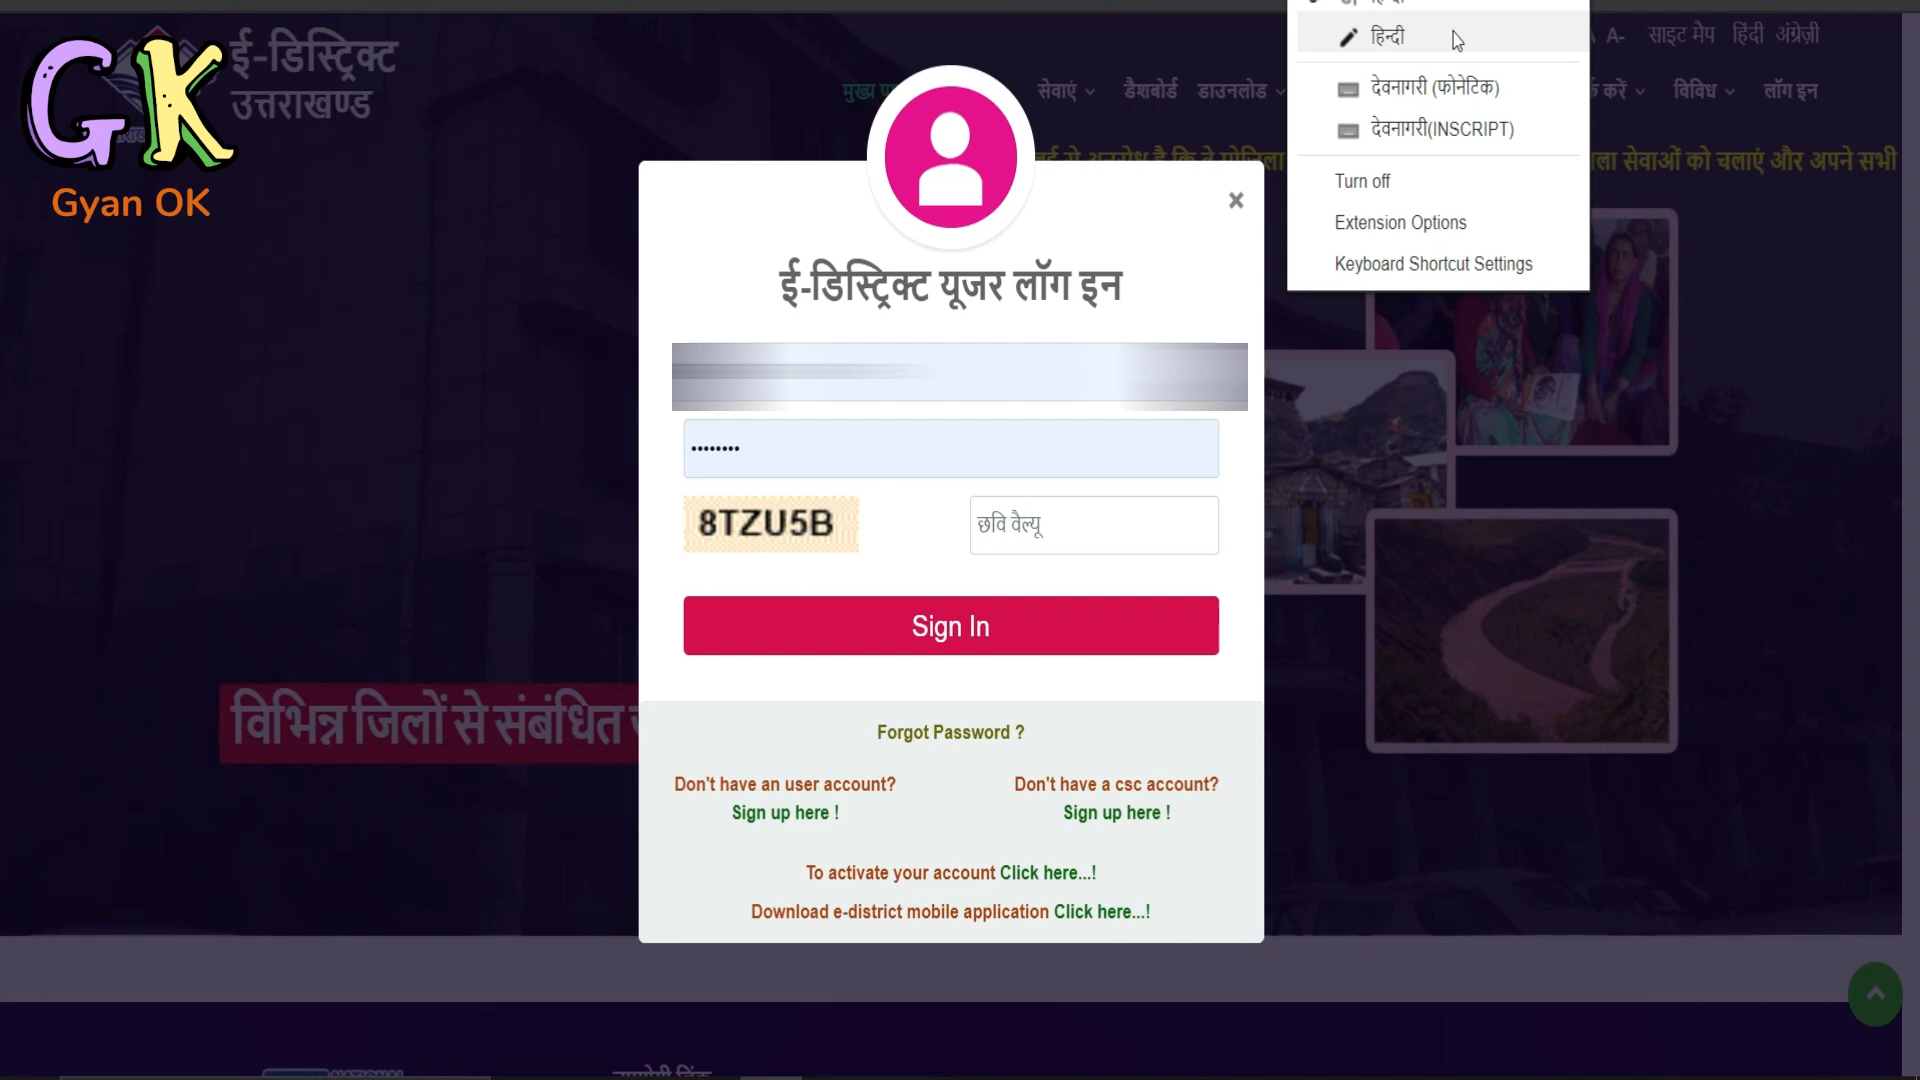 GK
Gyan OK
ई-डिस्ट्रिक्ट
उत्तराखण्ड
A-
साइट मैप
हिंदी
अंग्रेज़ी
मुख्य
सेवाएं
डैशबोर्ड
डाउनलोड
करें
विविध
लॉग इन
हिन्दी
देवनागरी (फोनेटिक)
देवनागरी(INSCRIPT)
Turn off
Extension Options
Keyboard Shortcut Settings
से अनुरोध है कि वे
सेवाओं को चलाएं और अपने सभी
×
ई-डिस्ट्रिक्ट यूजर लॉग इन
••••••••
8TZU5B
छवि वैल्यू
Sign In
विभिन्न जिलों से संबंधित
Forgot Password ?
Don't have an user account?
Sign up here !
Don't have a csc account?
Sign up here !
To activate your account Click here...!
Download e-district mobile application Click here...!